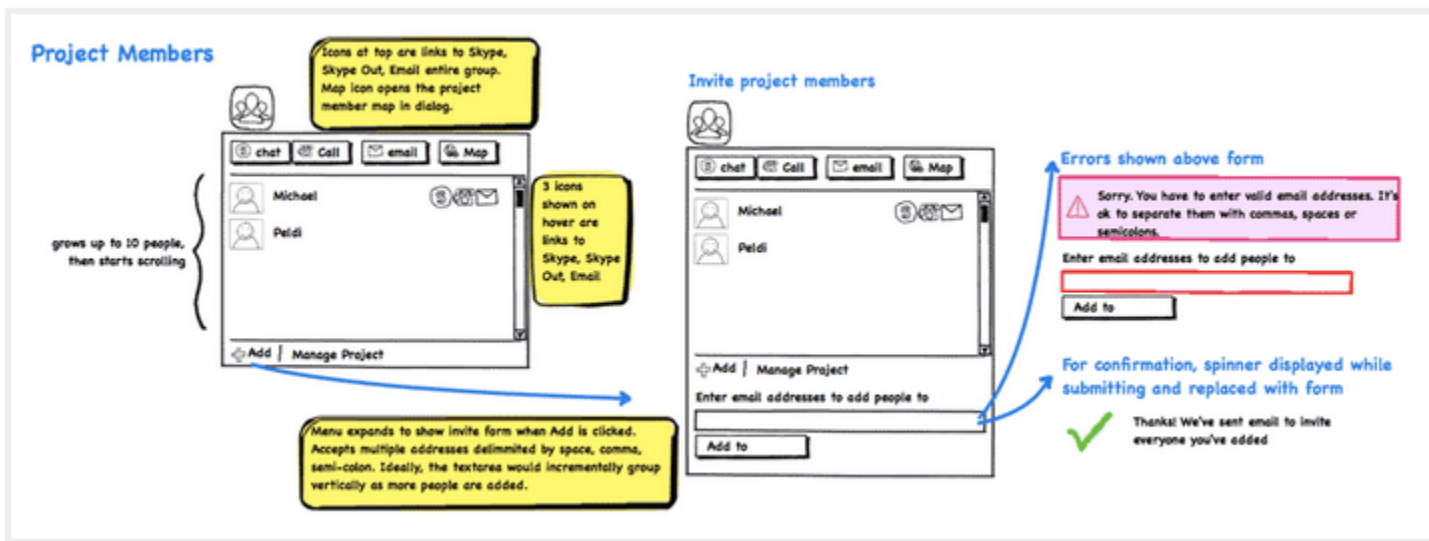 Project Members
Icons at top are links to Skype,
Skype Out, Email entire group.
Map icon opens the project
member map in dialog.
chat Call email Map
Michael
Peldi
3 icons
shown on
hover are
links to
Skype, Skype
Out, Email
grows up to 10 people,
then starts scrolling
Add | Manage Project
Menu expands to show invite form when Add is clicked.
Accepts multiple addresses delimmited by space, comma,
semi-colon. Ideally, the textarea would incrementally group
vertically as more people are added.
Invite project members
chat Call email Map
Michael
Peldi
Add | Manage Project
Enter email addresses to add people to
Add to
Errors shown above form
Sorry. You have to enter valid email addresses. It's
ok to separate them with commas, spaces or
semicolons.
Enter email addresses to add people to
Add to
For confirmation, spinner displayed while
submitting and replaced with form
Thanks! We've sent email to invite
everyone you've added